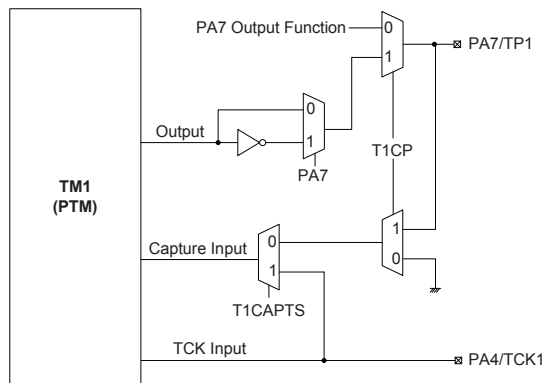 PA7 Output Function
0
1
PA7/TP1
Output
0
1
PA7
T1CP
TM1
(PTM)
Capture Input
0
1
T1CAPTS
1
0
TCK Input
PA4/TCK1